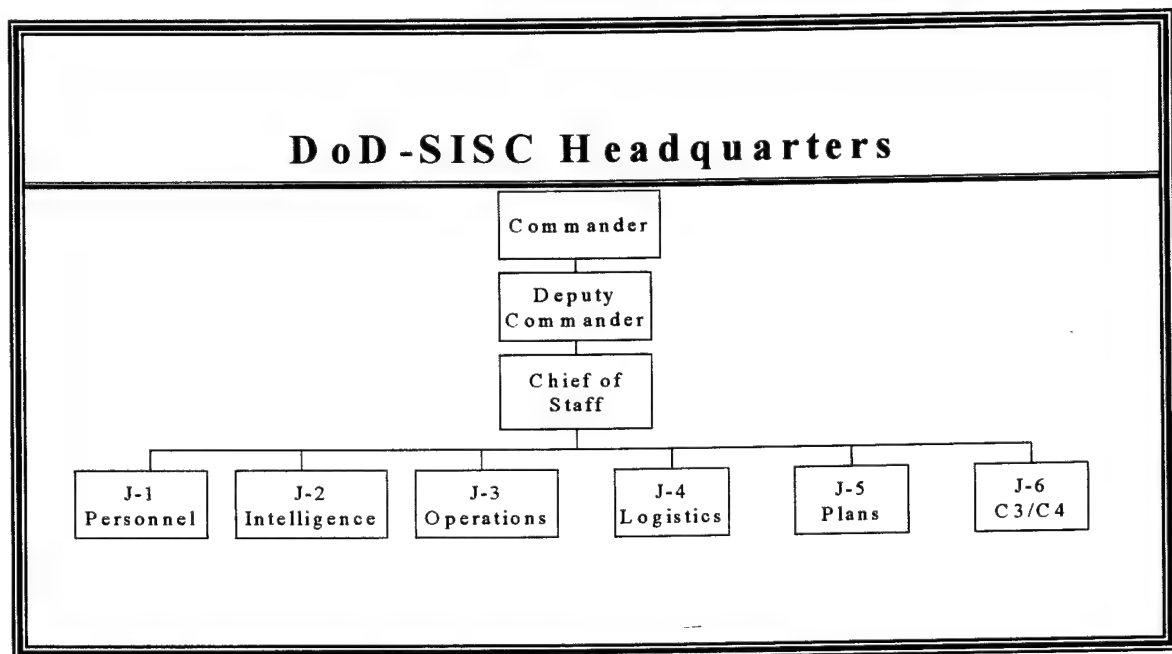 DoD-SISC Headquarters
Commander
Deputy
Commander
Chief of
Staff
J-1
Personnel
J-2
Intelligence
J-3
Operations
J-4
Logistics
J-5
Plans
J-6
C3/C4